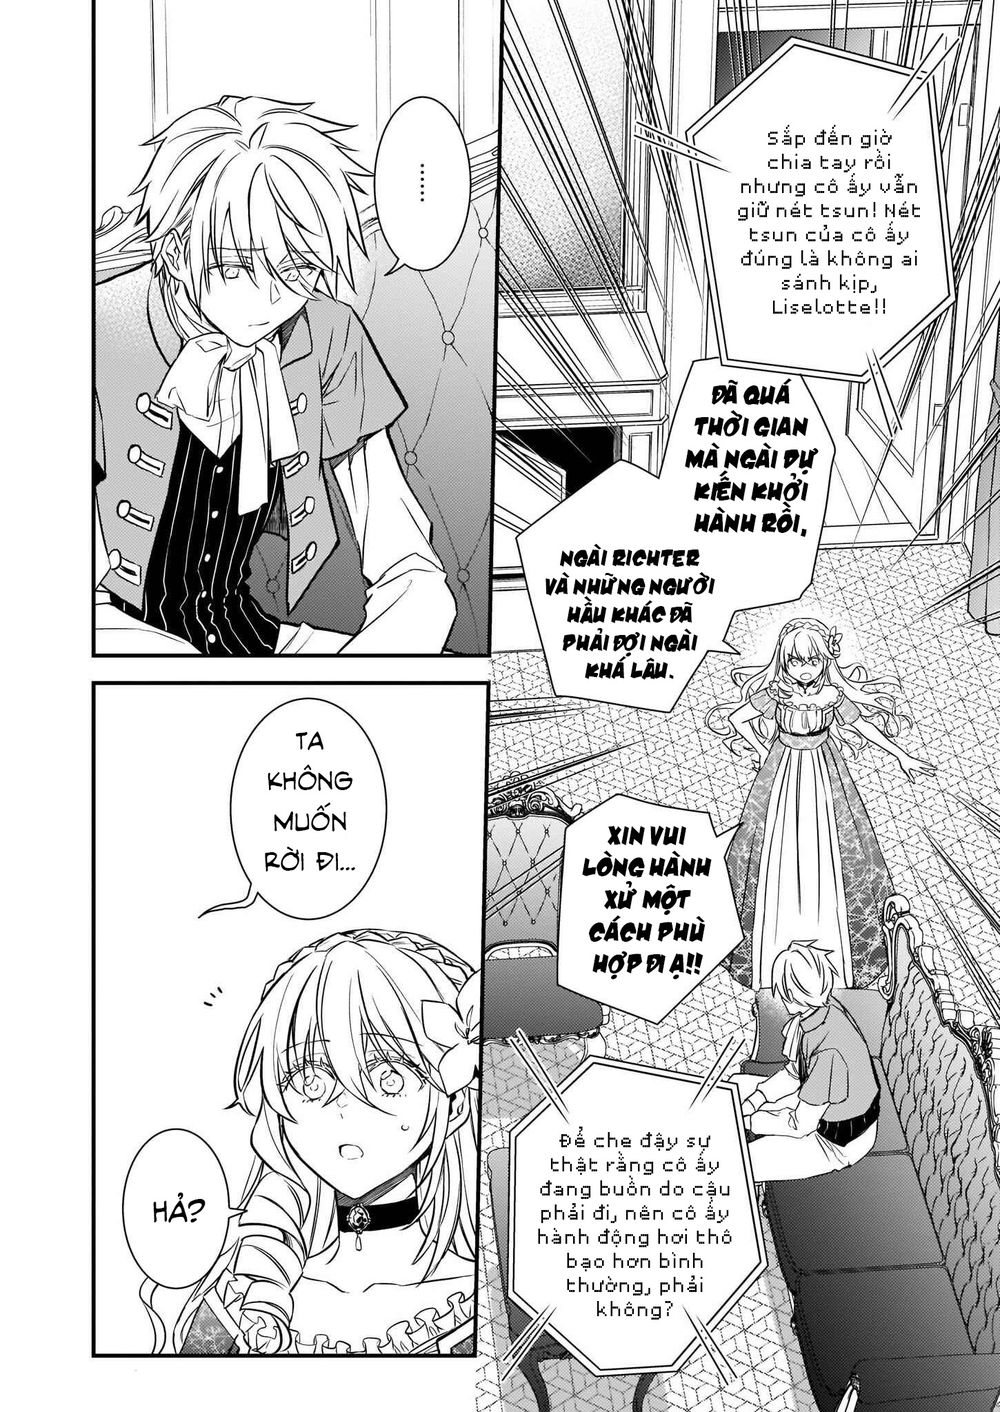 Sắp đến giờ
chia tay rồi
nhưng cô ấy vẫn
giữ nét tsun! Nét
tsun của cô ấy
đúng là không ai
sánh kịp,
Liselotte!!
ĐÃ QUÁ
THỜI GIAN
MÀ NGÀI DỰ
KIẾN KHỞI
HÀNH RỒI.
NGÀI RICHTER
VÀ NHỮNG NGƯỜI
HẦU KHÁC ĐÃ
PHẢI ĐỢI NGÀI
KHÁ LÂU.
XIN VUI
LÒNG HÀNH
XỬ MỘT
CÁCH PHÙ
HỢP ĐI Ạ!!
Để che đậy sự
thật rằng cô ấy
đang buồn do cậu
phải đi, nên cô ấy
hành động hơi thô
bạo hơn bình
thường, phải
không?
......
TA
KHÔNG
MUỐN
RỜI ĐI...
HẢ?